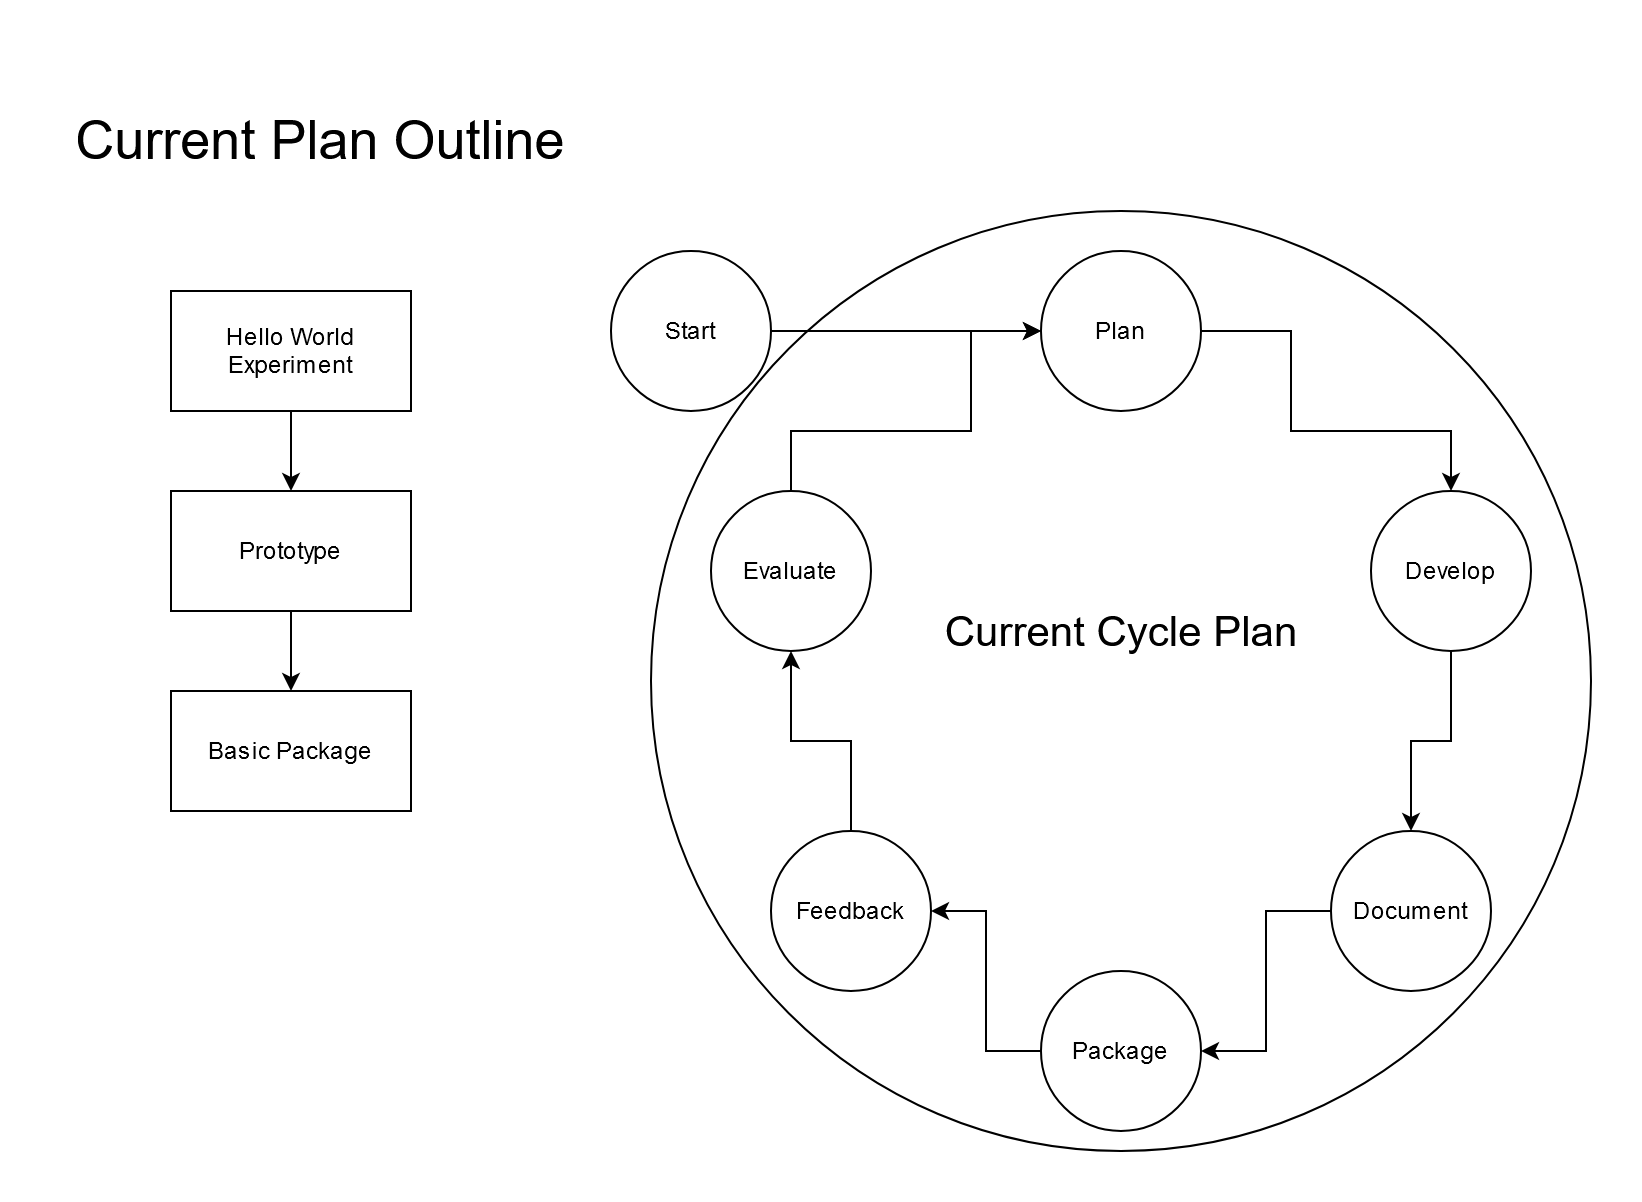 Current Plan Outline
Hello World
Experiment
Prototype
Basic Package
Start
Plan
Evaluate
Develop
Current Cycle Plan
Feedback
Document
Package